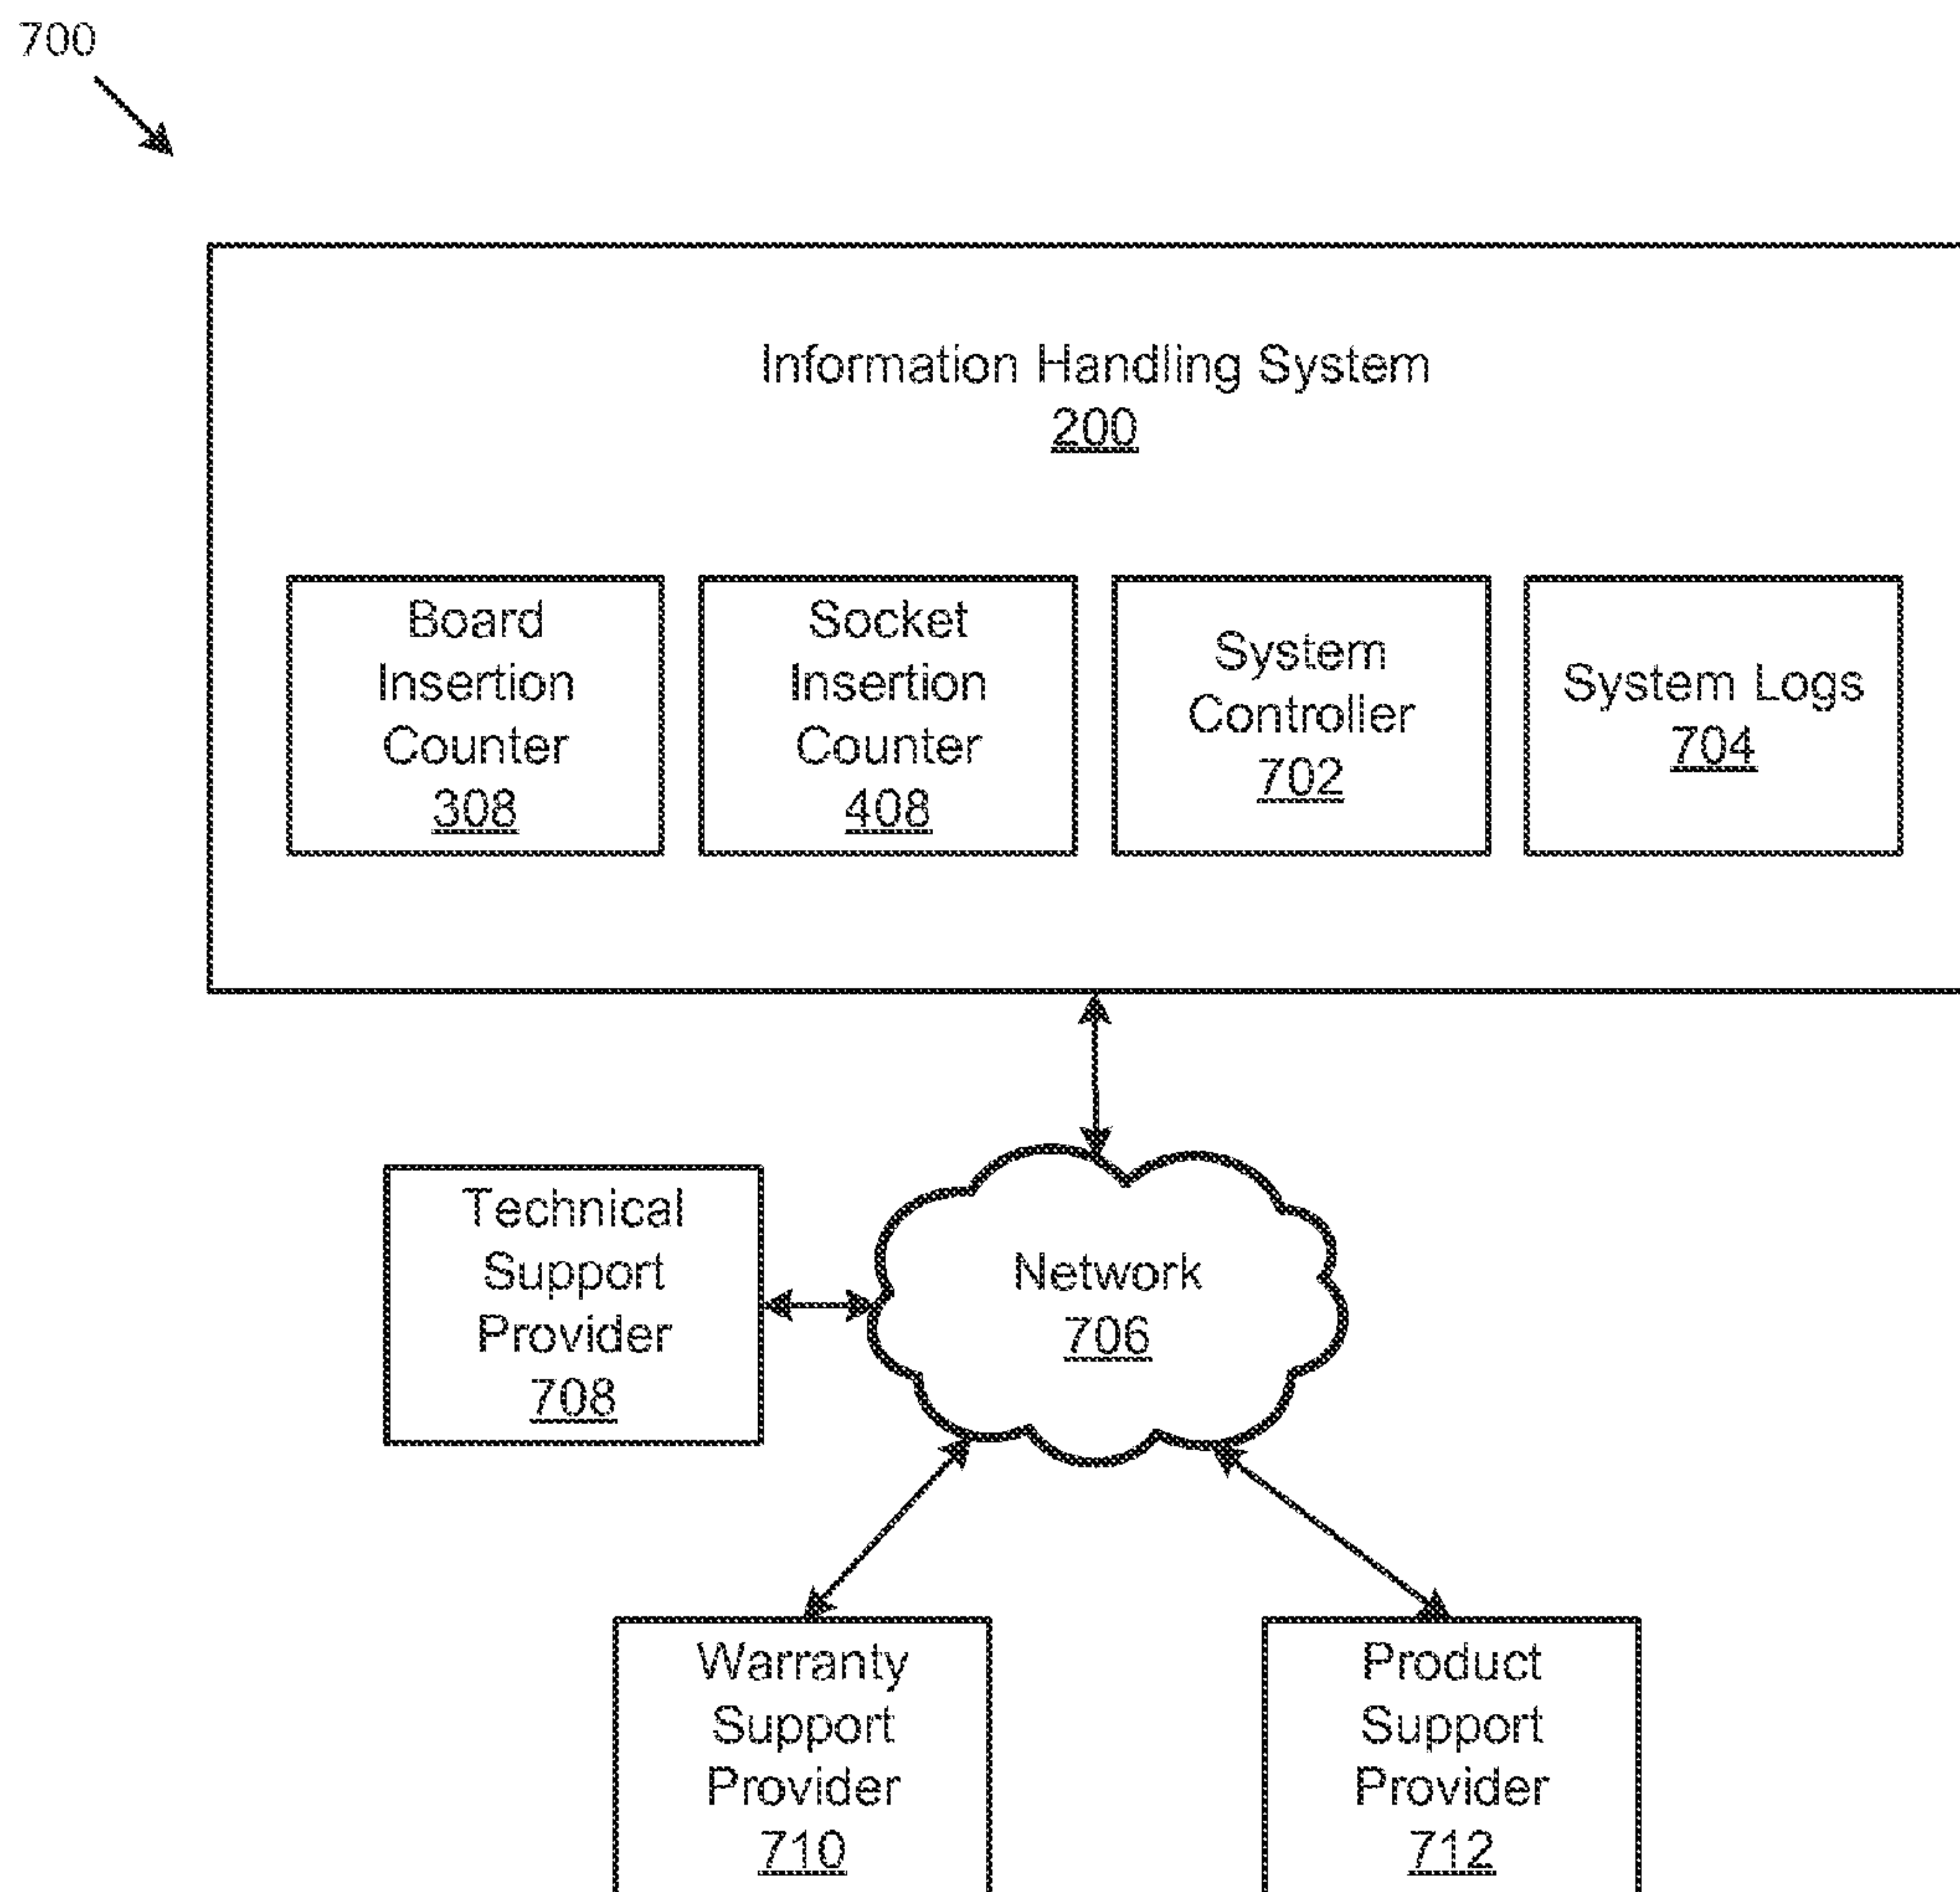 700
Information Handling System
200
Board
Insertion
Counter
308
Socket
Insertion
Counter
408
System
Controller
702
System Logs
704
Technical
Support
Provider
708
Network
706
Warranty
Support
Provider
710
Product
Support
Provider
712